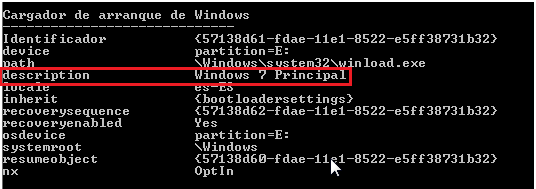 Cargador de arranque de Windows
-----------------------------
Identificador {57138d61-fdae-11e1-8522-e5ff38731b32}
device partition=E:
path \Windows\system32\winload.exe
description Windows 7 Principal
locale es-ES
inherit {bootloadersettings}
recoverysequence {57138d62-fdae-11e1-8522-e5ff38731b32}
recoveryenabled Yes
osdevice partition=E:
systemroot \Windows
resumeobject {57138d60-fdae-11e1-8522-e5ff38731b32}
nx OptIn